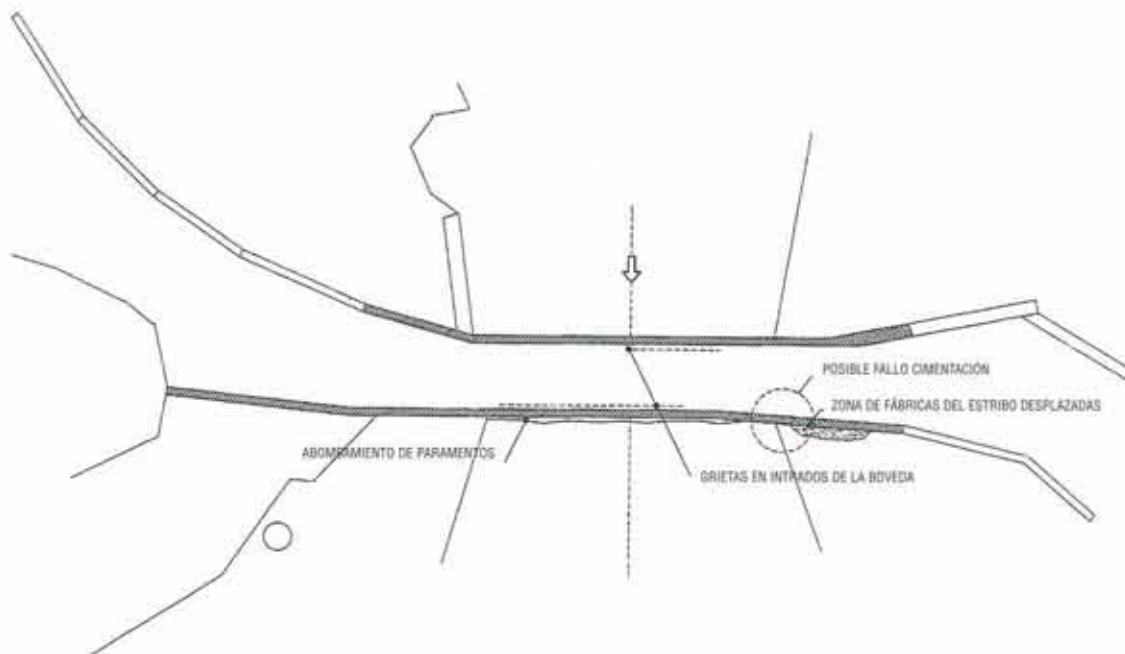 POSIBLE FALLO CIMENTACIÓN
ZONA DE FÁBRICAS DEL ESTRIBO DESPLAZADAS
ABOMBAMIENTO DE PARAMENTOS
GRIETAS EN INTRADOS DE LA BOVEDA